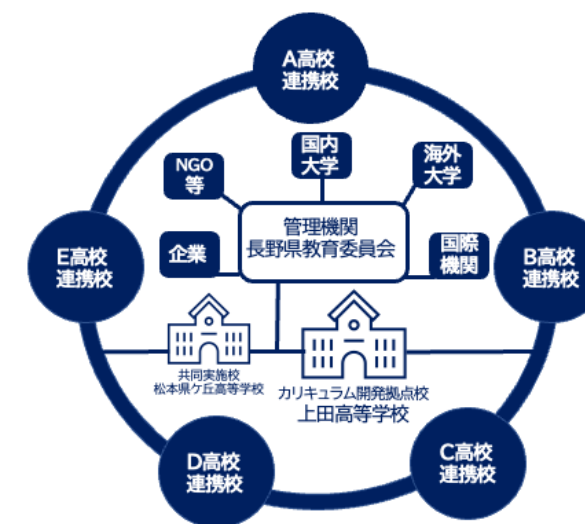 A高校
連携校
国内
大学
海外
大学
NGO
等
管理機関
長野県教育委員会
企業
国際
機関
E高校
連携校
B高校
連携校
共同実施校
松本県ケ丘高等学校
カリキュラム開発拠点校
上田高等学校
D高校
連携校
C高校
連携校